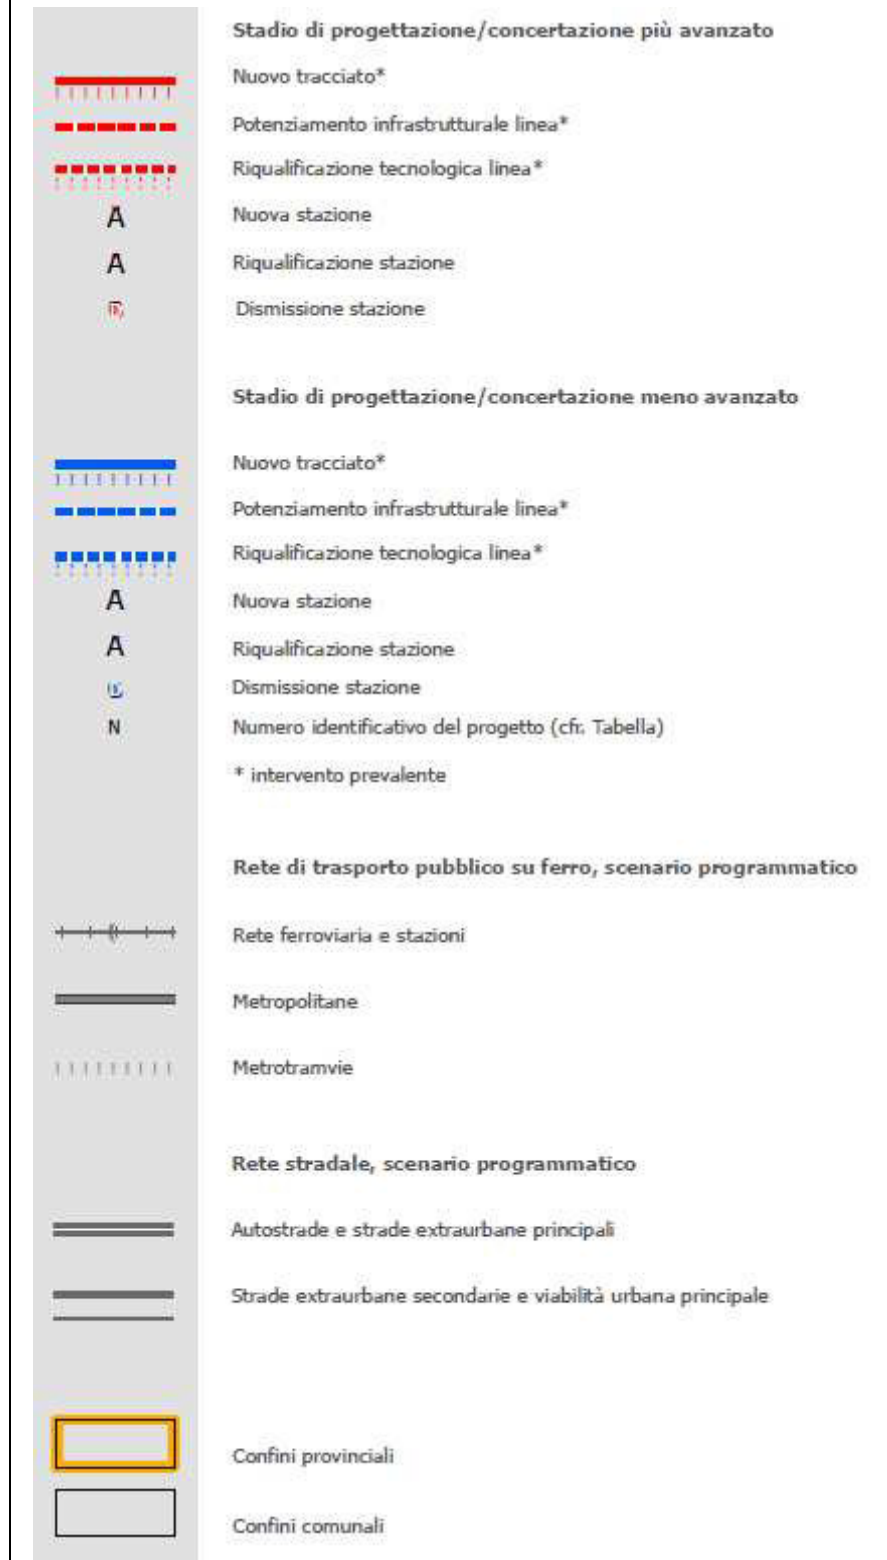 Stadio di progettazione/concertazione più avanzato
Nuovo tracciato*
Potenziamento infrastrutturale linea*
Riqualificazione tecnologica linea*
A Nuova stazione
A Riqualificazione stazione
Dismissione stazione
Stadio di progettazione/concertazione meno avanzato
Nuovo tracciato*
Potenziamento infrastrutturale linea*
Riqualificazione tecnologica linea*
A Nuova stazione
A Riqualificazione stazione
Dismissione stazione
N Numero identificativo del progetto (cfr. Tabella)
* intervento prevalente
Rete di trasporto pubblico su ferro, scenario programmatico
Rete ferroviaria e stazioni
Metropolitane
Metrotramvie
Rete stradale, scenario programmatico
Autostrade e strade extraurbane principali
Strade extraurbane secondarie e viabilità urbana principale
Confini provinciali
Confini comunali